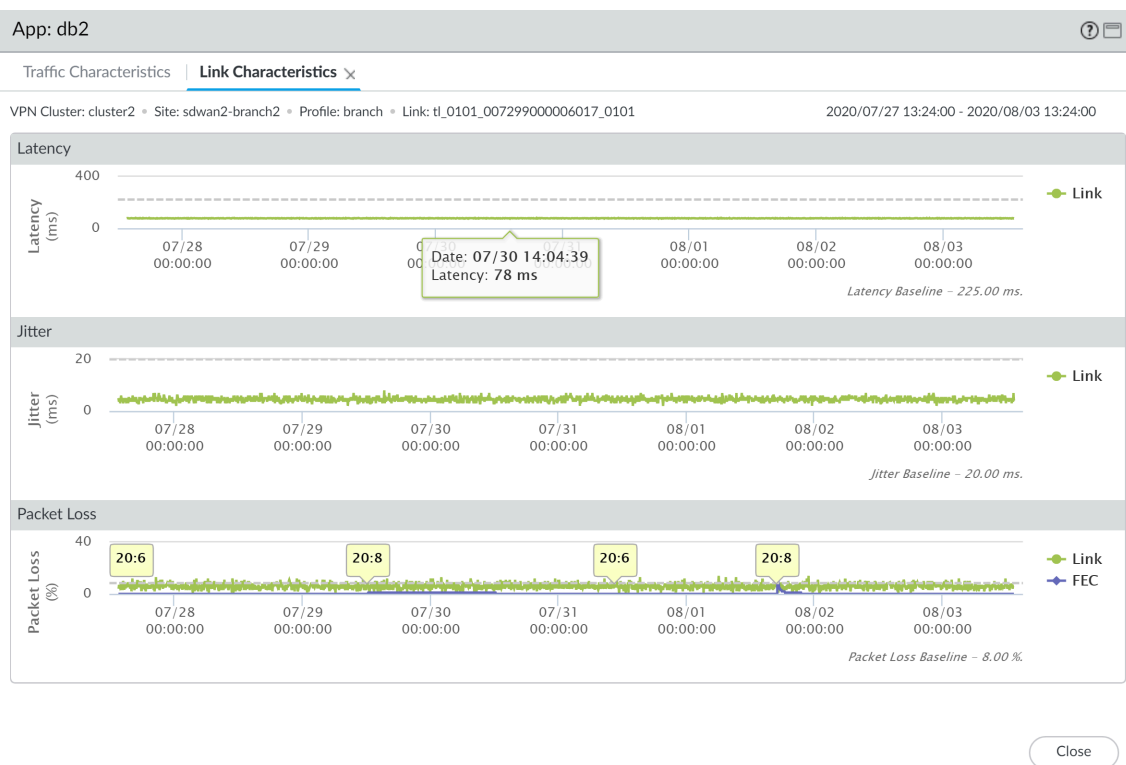 App: db2
Traffic Characteristics Link Characteristics
VPN Cluster: cluster2 • Site: sdwan2-branch2 • Profile: branch • Link: tl_0101_007299000006017_0101 2020/07/27 13:24:00 - 2020/08/03 13:24:00
Latency
400
Latency (ms)
0
Link
07/28 07/29 07/30 07/31 08/01 08/02 08/03
00:00:00 00:00:00 00:00:00 00:00:00 00:00:00 00:00:00
Date: 07/30 14:04:39
Latency: 78 ms
Latency Baseline – 225.00 ms.
Jitter
20
Jitter (ms)
0
Link
07/28 07/29 07/30 07/31 08/01 08/02 08/03
00:00:00 00:00:00 00:00:00 00:00:00 00:00:00 00:00:00 00:00:00
Jitter Baseline – 20.00 ms.
Packet Loss
40
Packet Loss (%)
0
20:6 20:8 20:6 20:8
Link
FEC
07/28 07/29 07/30 07/31 08/01 08/02 08/03
00:00:00 00:00:00 00:00:00 00:00:00 00:00:00 00:00:00 00:00:00
Packet Loss Baseline – 8.00 %.
Close